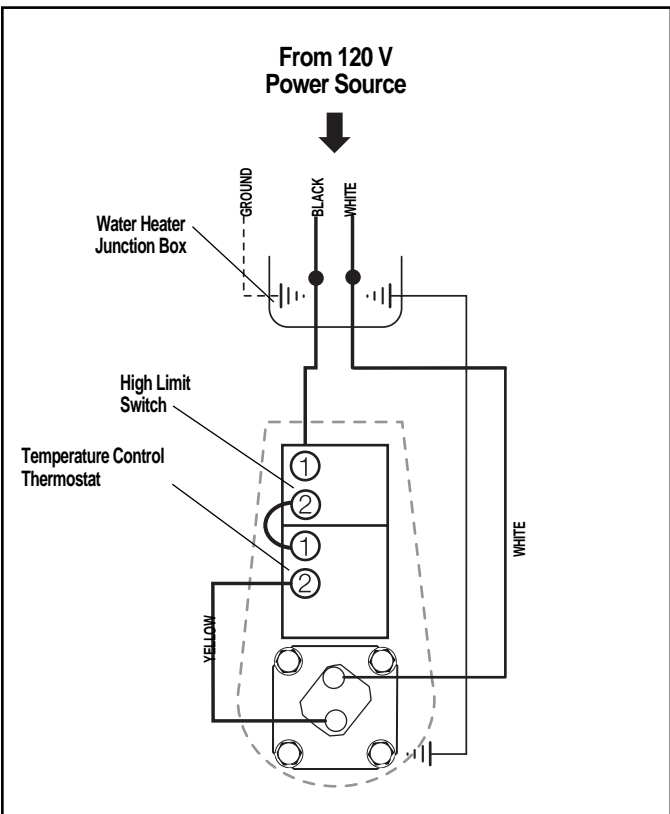 From 120 V
Power Source
GROUND
BLACK
WHITE
Water Heater
Junction Box
High Limit
Switch
1
2
Temperature Control
Thermostat
1
2
WHITE
YELLOW